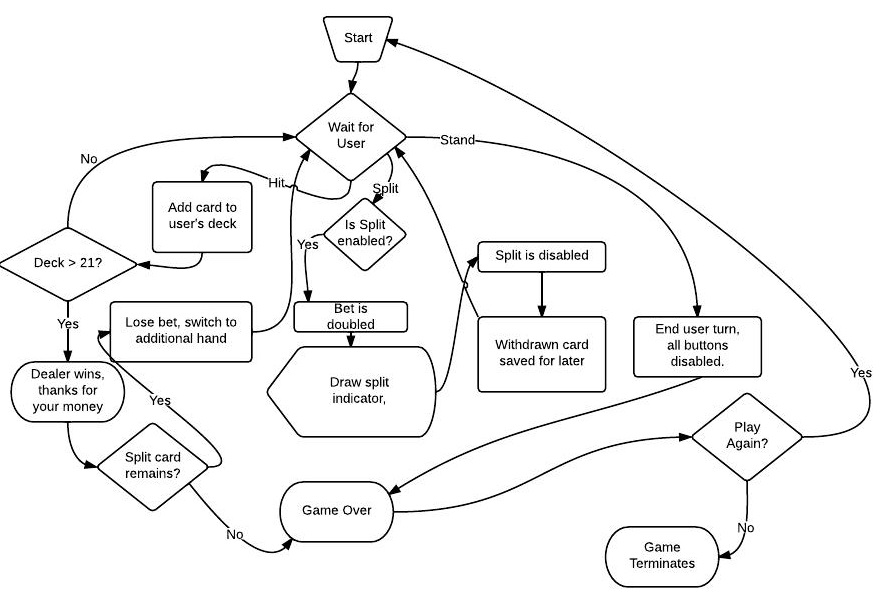 Start
Wait for
User
No
Stand
Hit
Split
Add card to
user's deck
Is Split
enabled?
Yes
Deck > 21?
Split is disabled
Bet is
doubled
Yes
Lose bet, switch to
additional hand
Withdrawn card
saved for later
End user turn,
all buttons
disabled.
Dealer wins,
thanks for
your money
Draw split
indicator,
Yes
Yes
Split card
remains?
Play
Again?
Game Over
No
No
Game
Terminates